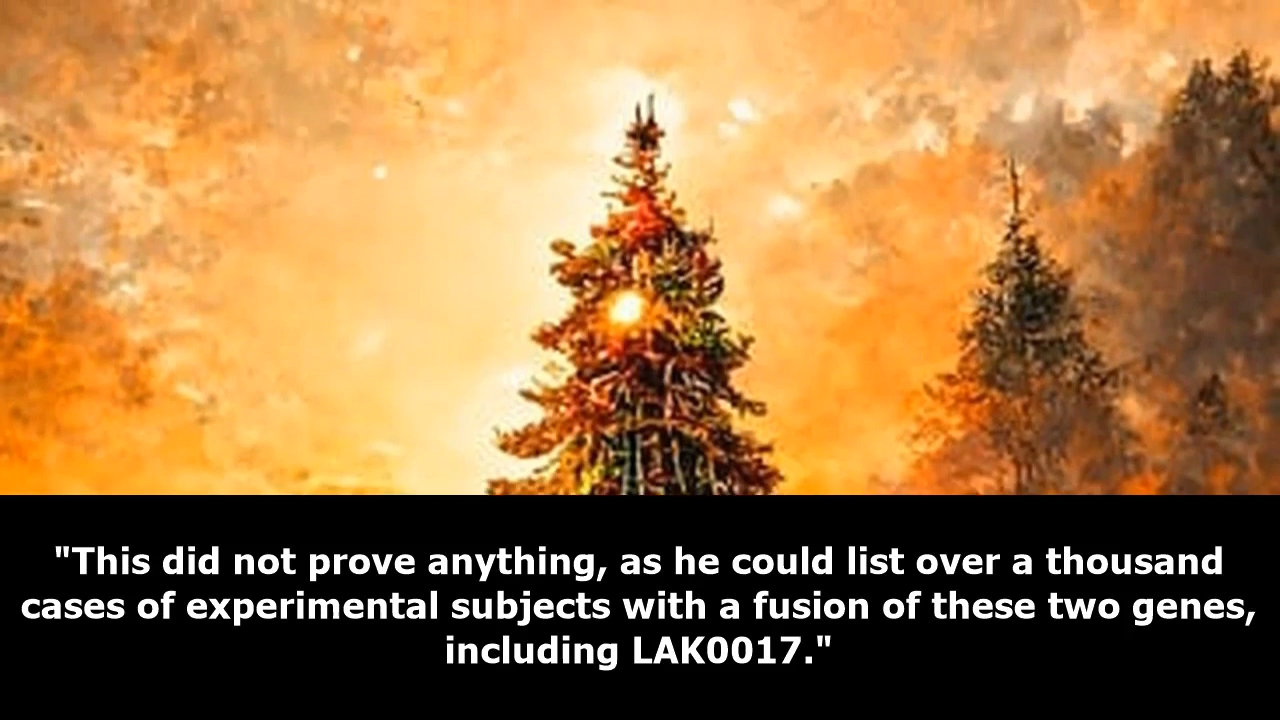 "This did not prove anything, as he could list over a thousand
cases of experimental subjects with a fusion of these two genes,
including LAK0017."